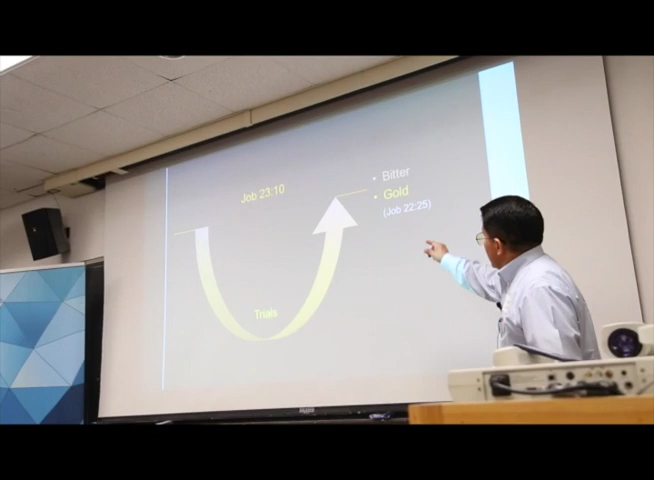 Job 23:10
• Bitter
• Gold
(Job 22:25)
Trials